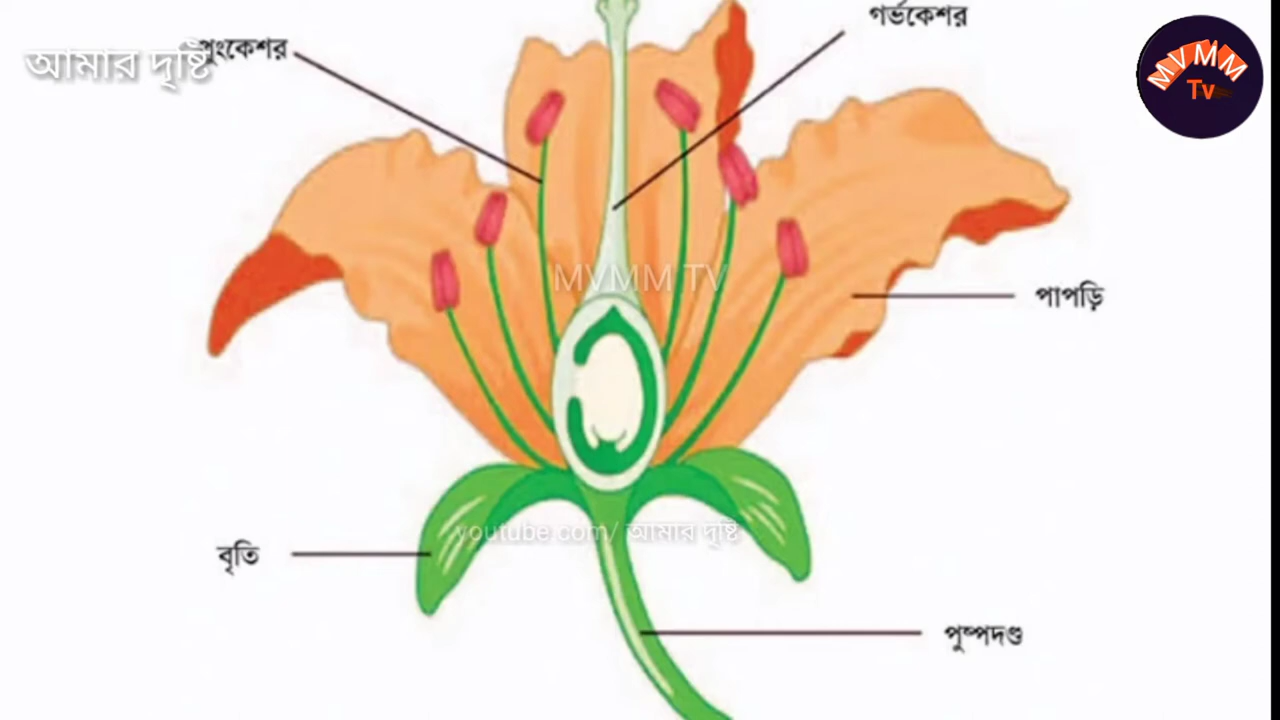 গর্ভকেশর
পুংকেশর
আমার দৃষ্টি
MVMM
Tv
MVMM TV
পাপড়ি
youtube.com/ আমার দৃষ্টি
বৃতি
পুষ্পদণ্ড